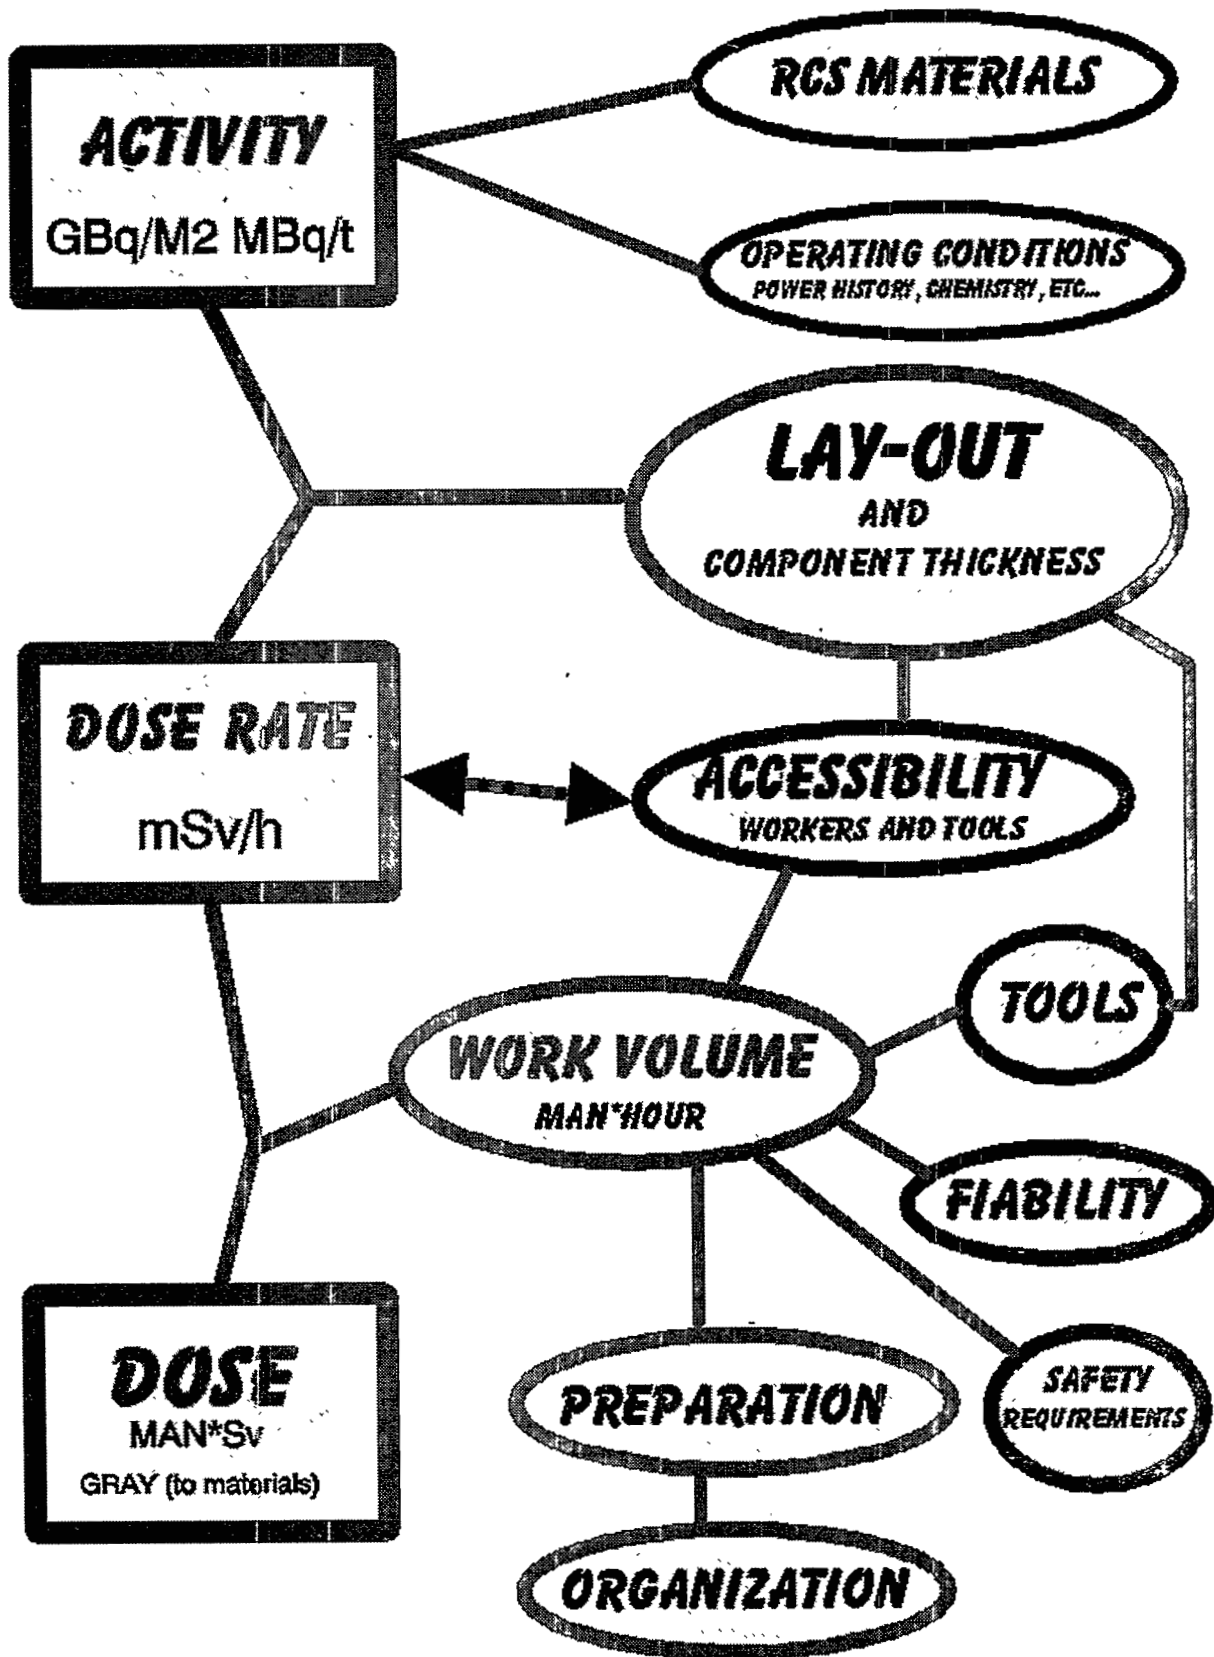 ACTIVITY
GBq/M2 MBq/t
RCS MATERIALS
OPERATING CONDITIONS
POWER HISTORY, CHEMISTRY, ETC...
LAY-OUT
AND
COMPONENT THICKNESS
DOSE RATE
mSv/h
ACCESSIBILITY
WORKERS AND TOOLS
TOOLS
WORK VOLUME
MAN*HOUR
FIABILITY
DOSE
MAN*Sv
GRAY (to materials)
PREPARATION
SAFETY
REQUIREMENTS
ORGANIZATION